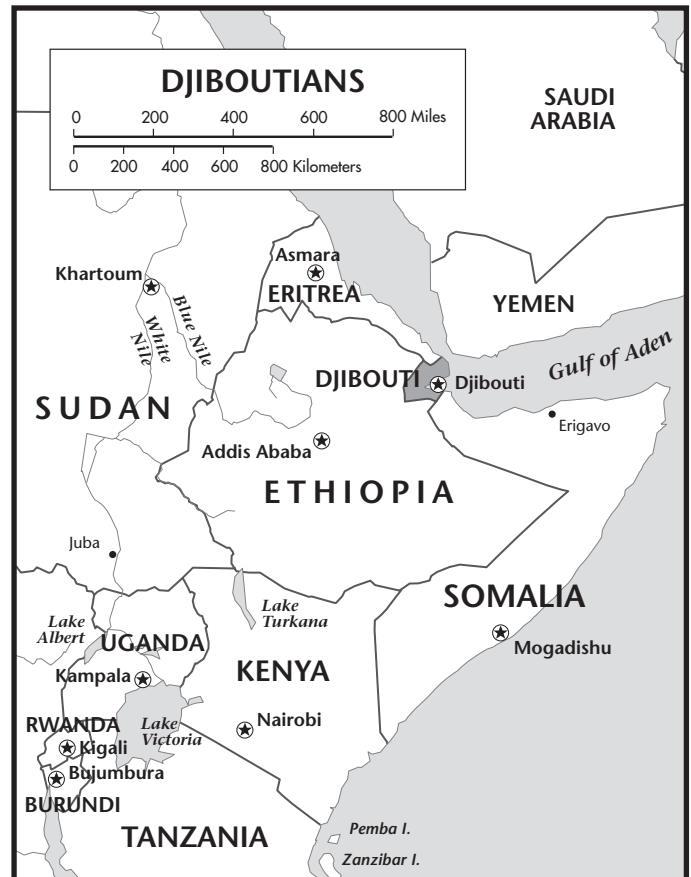 DJIBOUTIANS
0 200 400 600 800 Miles
0 200 400 600 800 Kilometers
SAUDI
ARABIA
Asmara
ERITREA
Khartoum
Blue Nile
White
Nile
YEMEN
Gulf of Aden
DJIBOUTI
Djibouti
SUDAN
Erigavo
Addis Ababa
ETHIOPIA
Juba
SOMALIA
Lake
Turkana
Lake
Albert
UGANDA
Mogadishu
KENYA
Kampala
Nairobi
RWANDA
Lake
Victoria
Kigali
Bujumbura
BURUNDI
TANZANIA
Pemba I.
Zanzibar I.